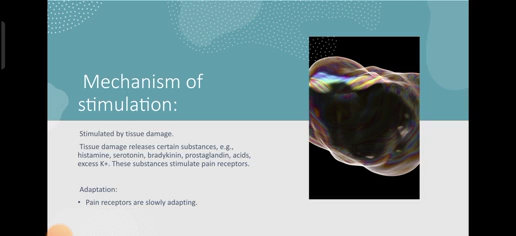 Mechanism of
stimulation:
Stimulated by tissue damage.
Tissue damage releases certain substances, e.g.,
histamine, serotonin, bradykinin, prostaglandin, acids,
excess K+. These substances stimulate pain receptors.
Adaptation:
• Pain receptors are slowly adapting.